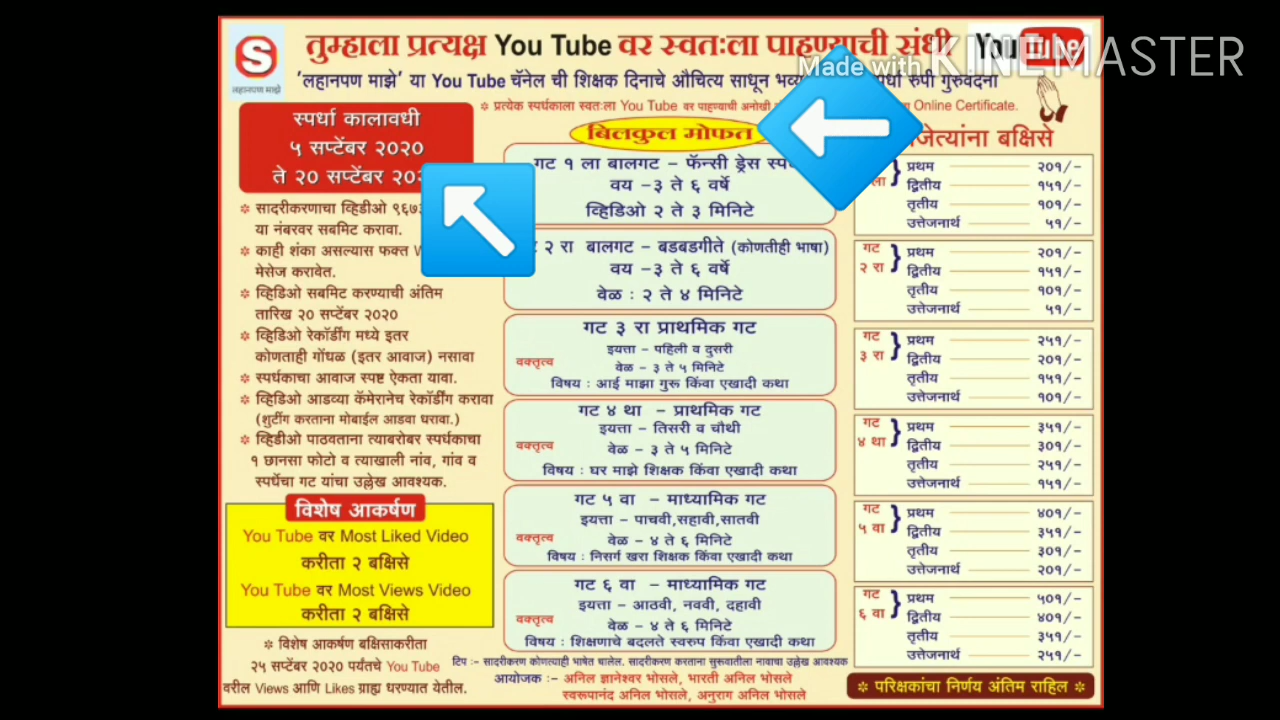 तुम्हाला प्रत्यक्ष You Tube वर स्वतःला पाहण्याची संधी
You Tube
Made with KINEMASTER
लहानपण माझे
'लहानपण माझे' या You Tube चॅनेल ची शिक्षक दिनाचे औचित्य साधून रुपी गुरुवंदना
✲ प्रत्येक स्पर्धकाला स्वतःला You Tube वर पाहण्याची अनोखी Online Certificate.
स्पर्धा कालावधी
५ सप्टेंबर २०२०
ते २० सप्टेंबर
✲ सादरीकरणाचा व्हिडीओ
या नंबरवर सबमिट करावा.
✲ काही शंका असल्यास फक्त
मेसेज करावेत.
✲ व्हिडिओ सबमिट करण्याची अंतिम
तारिख २० सप्टेंबर २०२०
✲ व्हिडिओ रेकॉर्डींग मध्ये इतर
कोणताही गोंधळ (इतर आवाज) नसावा
✲ स्पर्धकाचा आवाज स्पष्ट ऐकता यावा.
✲ व्हिडिओ आडव्या कॅमेरानेच रेकॉर्डींग करावा
(शुटींग करताना मोबाईल आडवा धरावा.)
✲ व्हिडीओ पाठवताना त्याबरोबर स्पर्धकाचा
१ छानसा फोटो व त्याखाली नांव, गांव व
स्पर्धेचा गट यांचा उल्लेख आवश्यक.
विशेष आकर्षण
You Tube वर Most Liked Video
करीता २ बक्षिसे
You Tube वर Most Views Video
करीता २ बक्षिसे
✲ विशेष आकर्षण बक्षिसाकरीता
२५ सप्टेंबर २०२० पर्यंतचे You Tube
वरील Views आणि Likes ग्राह्य धरण्यात येतील.
बिलकुल मोफत
गट १ ला बालगट – फॅन्सी ड्रेस
वय –३ ते ६ वर्षे
व्हिडिओ २ ते ३ मिनिटे
२ रा बालगट – बडबडगीते (कोणतीही भाषा)
वय –३ ते ६ वर्षे
वेळ : २ ते ४ मिनिटे
गट ३ रा प्राथमिक गट
इयत्ता – पहिली व दुसरी
वक्तृत्व
वेळ – ३ ते ५ मिनिटे
विषय : आई माझा गुरू किंवा एखादी कथा
गट ४ था – प्राथमिक गट
इयत्ता – तिसरी व चौथी
वक्तृत्व
वेळ – ३ ते ५ मिनिटे
विषय : घर माझे शिक्षक किंवा एखादी कथा
गट ५ वा – माध्यामिक गट
इयत्ता – पाचवी,सहावी,सातवी
वक्तृत्व
वेळ – ४ ते ६ मिनिटे
विषय : निसर्ग खरा शिक्षक किंवा एखादी कथा
गट ६ वा – माध्यामिक गट
इयत्ता – आठवी, नववी, दहावी
वक्तृत्व
वेळ – ४ ते ६ मिनिटे
विषय : शिक्षणाचे बदलते स्वरुप किंवा एखादी कथा
टिप :- सादरीकरण कोणत्याही भाषेत चालेल. सादरीकरण करताना सुरूवातीला नावाचा उल्लेख आवश्यक
आयोजक :- अनिल ज्ञानेश्वर भोसले, भारती अनिल भोसले
स्वरूपानंद अनिल भोसले, अनुराग अनिल भोसले
बक्षिसे
प्रथम २०१/-
द्वितीय १५१/-
तृतीय १०१/-
उत्तेजनार्थ ५१/-
गट २ रा
प्रथम २०१/-
द्वितीय १५१/-
तृतीय १०१/-
उत्तेजनार्थ ५१/-
गट ३ रा
प्रथम २५१/-
द्वितीय २०१/-
तृतीय १५१/-
उत्तेजनार्थ १०१/-
गट ४ था
प्रथम ३५१/-
द्वितीय ३०१/-
तृतीय २५१/-
उत्तेजनार्थ १५१/-
गट ५ वा
प्रथम ४०१/-
द्वितीय ३५१/-
तृतीय ३०१/-
उत्तेजनार्थ २०१/-
गट ६ वा
प्रथम ५०१/-
द्वितीय ४०१/-
तृतीय ३५१/-
उत्तेजनार्थ २५१/-
✲ परिक्षकांचा निर्णय अंतिम राहिल ✲